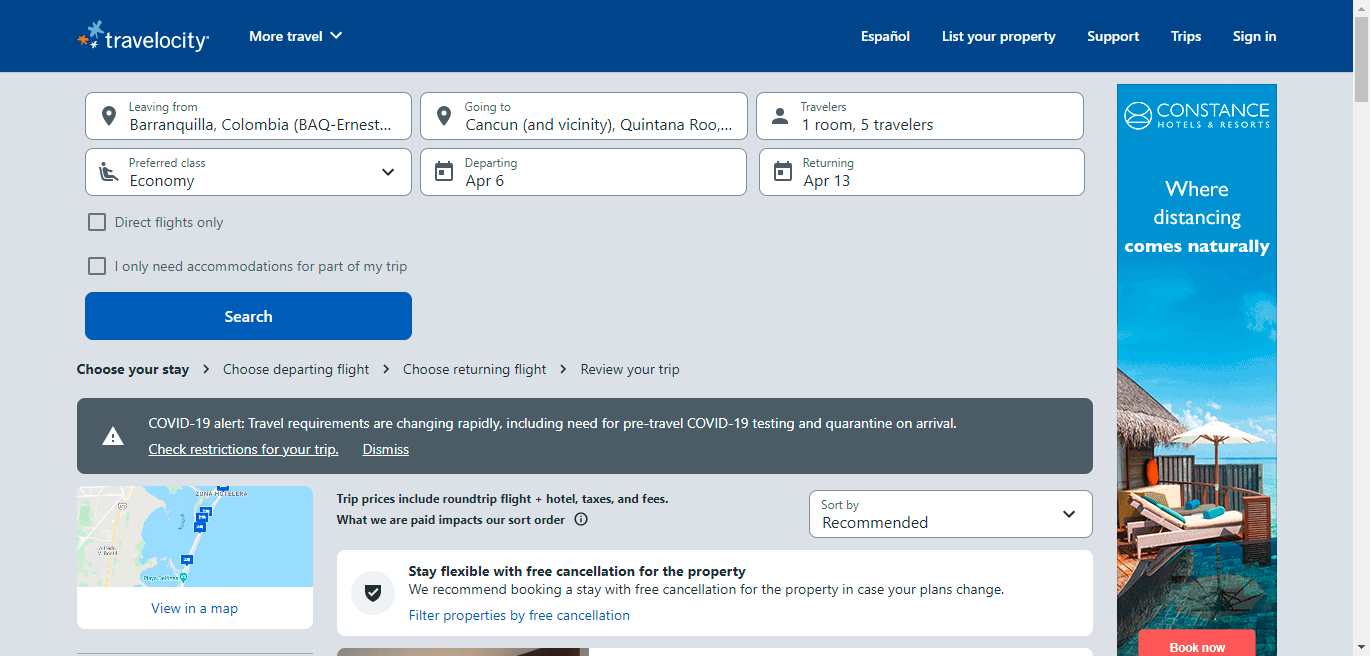 travelocity
More travel
Español
List your property
Support
Trips
Sign in
Leaving from
Barranquilla, Colombia (BAQ-Ernest...
Going to
Cancun (and vicinity), Quintana Roo,...
Travelers
1 room, 5 travelers
Preferred class
Economy
Departing
Apr 6
Returning
Apr 13
Direct flights only
I only need accommodations for part of my trip
Search
Choose your stay
Choose departing flight
Choose returning flight
Review your trip
COVID-19 alert: Travel requirements are changing rapidly, including need for pre-travel COVID-19 testing and quarantine on arrival.
Check restrictions for your trip.
Dismiss
ZONA HOTELERA
Alfredo
V. Bonfil
Playa Delfines
View in a map
Trip prices include roundtrip flight + hotel, taxes, and fees.
What we are paid impacts our sort order
Sort by
Recommended
Stay flexible with free cancellation for the property
We recommend booking a stay with free cancellation for the property in case your plans change.
Filter properties by free cancellation
CONSTANCE
HOTELS & RESORTS
Where
distancing
comes naturally
Book now